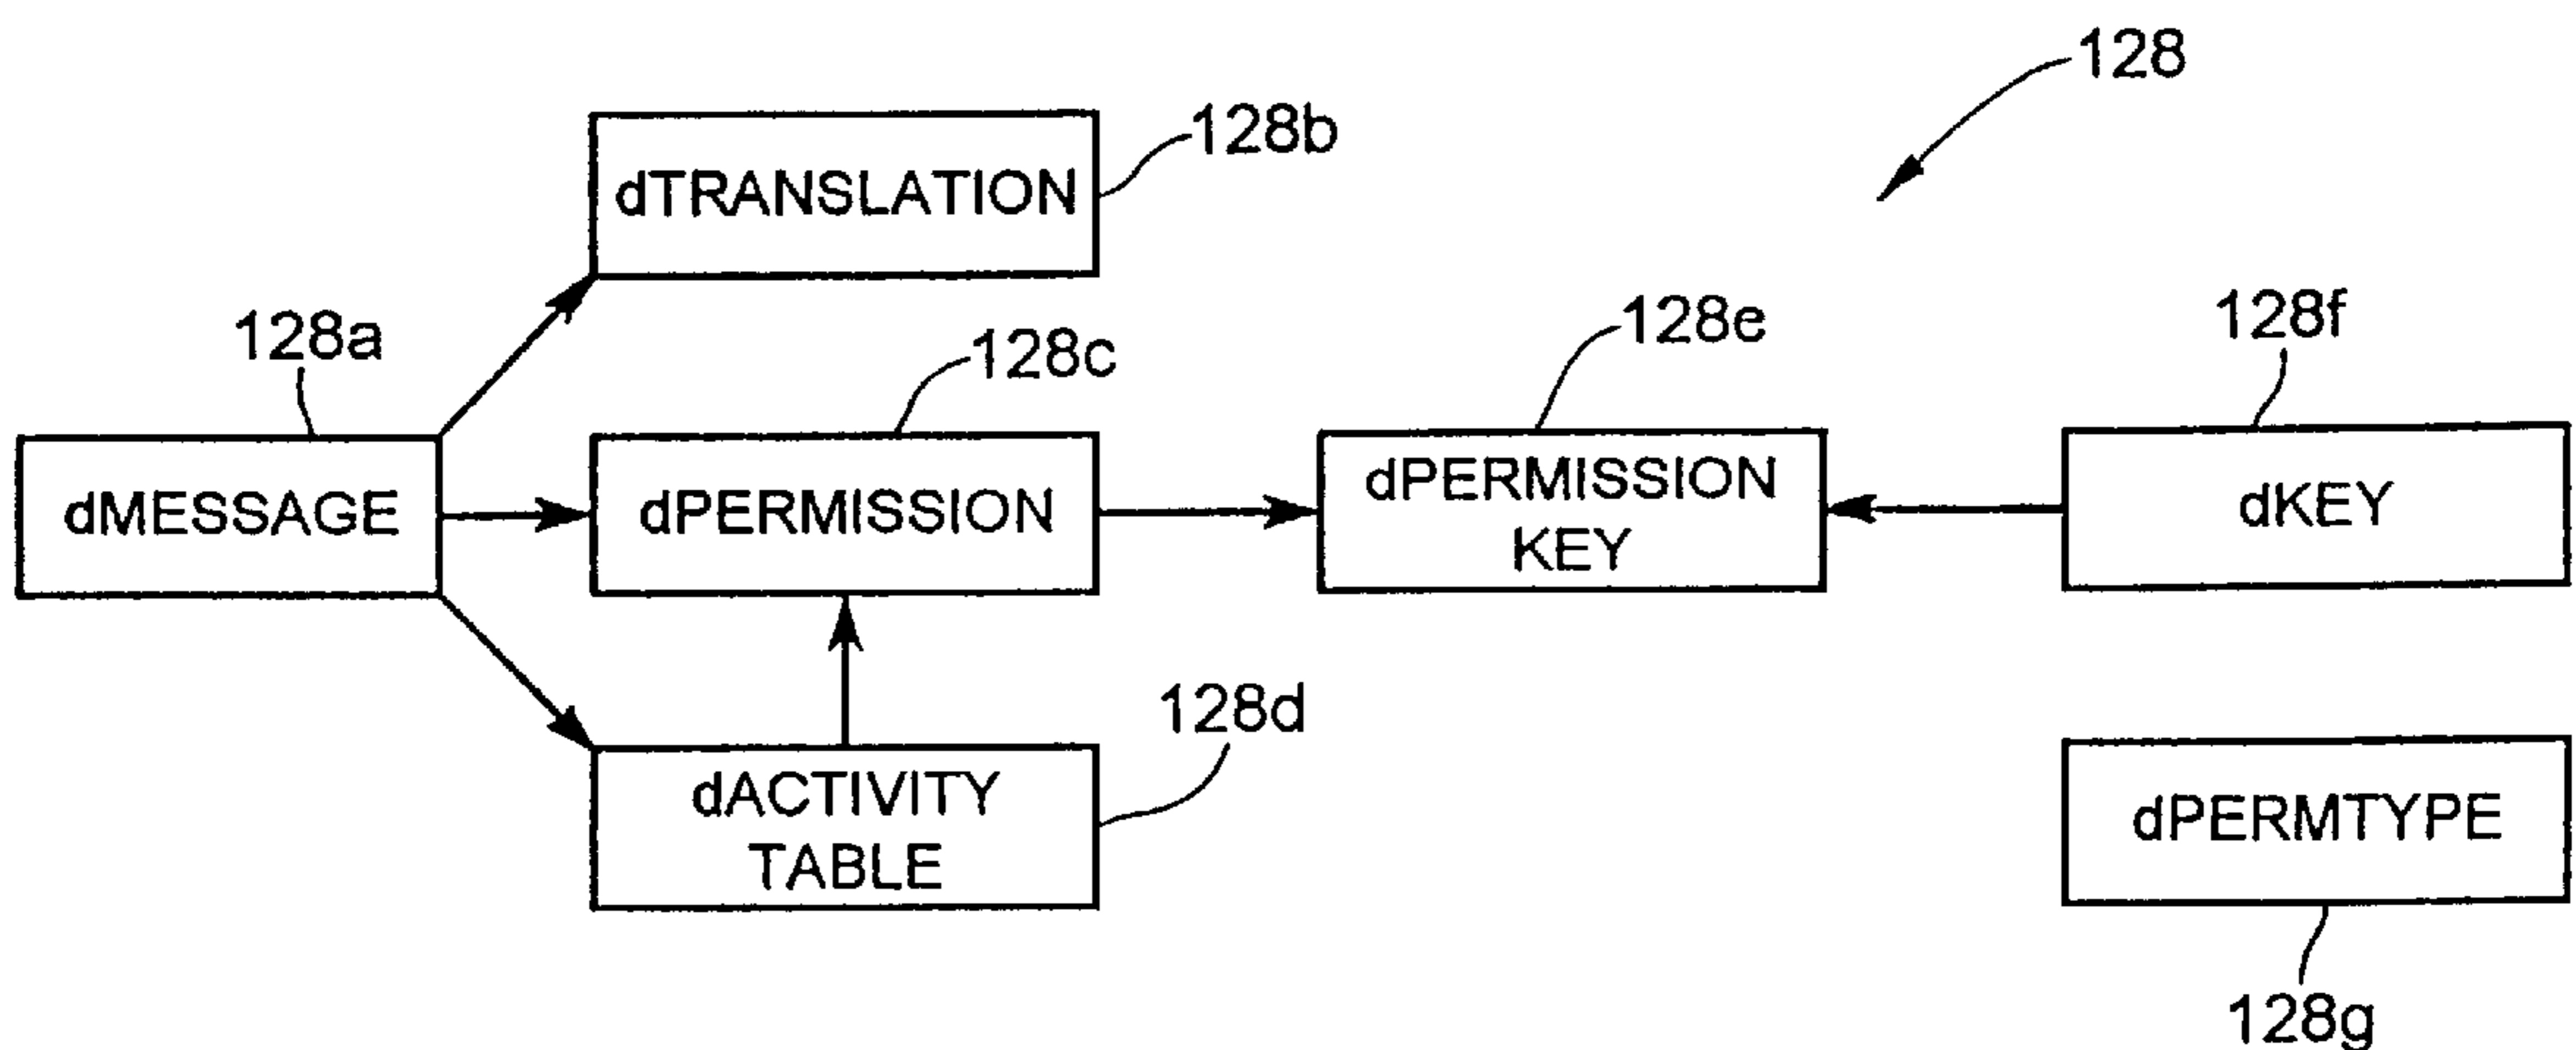 128
128b
dTRANSLATION
128a
128c
128e
128f
dMESSAGE
dPERMISSION
dPERMISSION
KEY
dKEY
128d
dACTIVITY
TABLE
dPERMTYPE
128g